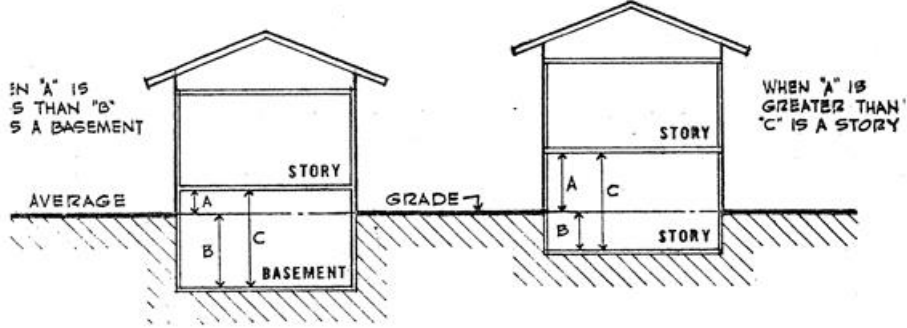 EN "A" IS
S THAN "B"
S A BASEMENT
STORY
AVERAGE
A
B
C
BASEMENT
GRADE
STORY
A
C
B
STORY
WHEN "A" IS
GREATER THAN
"C" IS A STORY